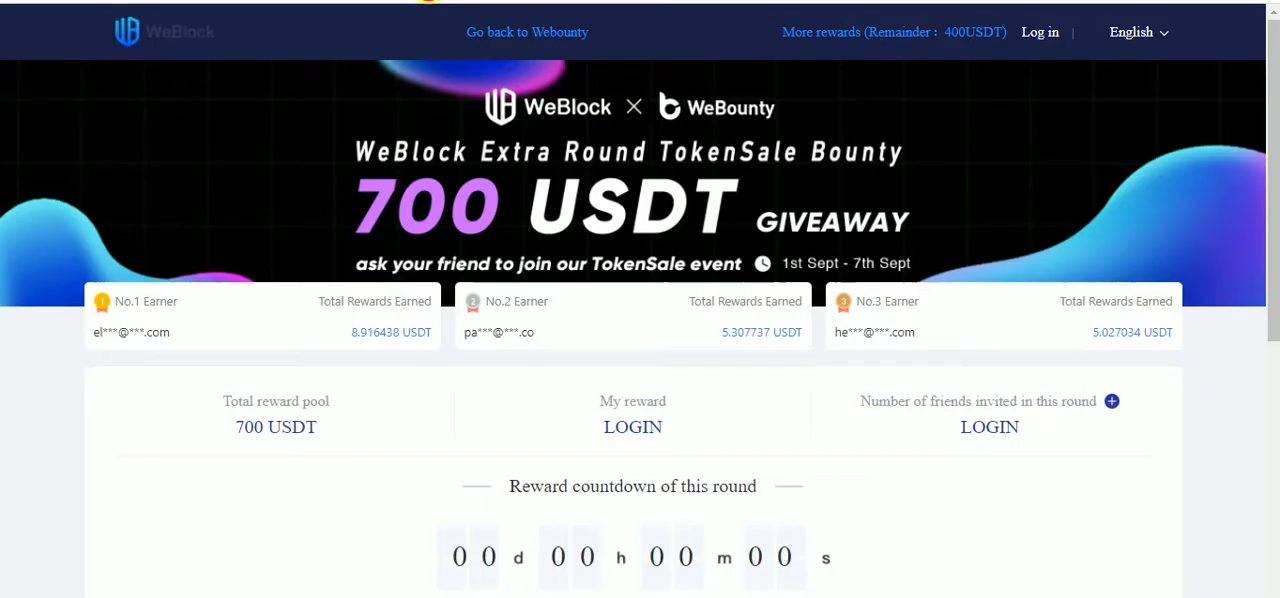 WeBlock Go back to Webounty More rewards (Remainder : 400USDT) Log in | English
WeBlock × WeBounty
WeBlock Extra Round TokenSale Bounty
700 USDT GIVEAWAY
ask your friend to join our TokenSale event 1st Sept - 7th Sept
1 No.1 Earner Total Rewards Earned
el***@***.com 8.916438 USDT
2 No.2 Earner Total Rewards Earned
pa***@***.co 5.307737 USDT
3 No.3 Earner Total Rewards Earned
he***@***.com 5.027034 USDT
Total reward pool
700 USDT
My reward
LOGIN
Number of friends invited in this round
LOGIN
Reward countdown of this round
00 d 00 h 00 m 00 s